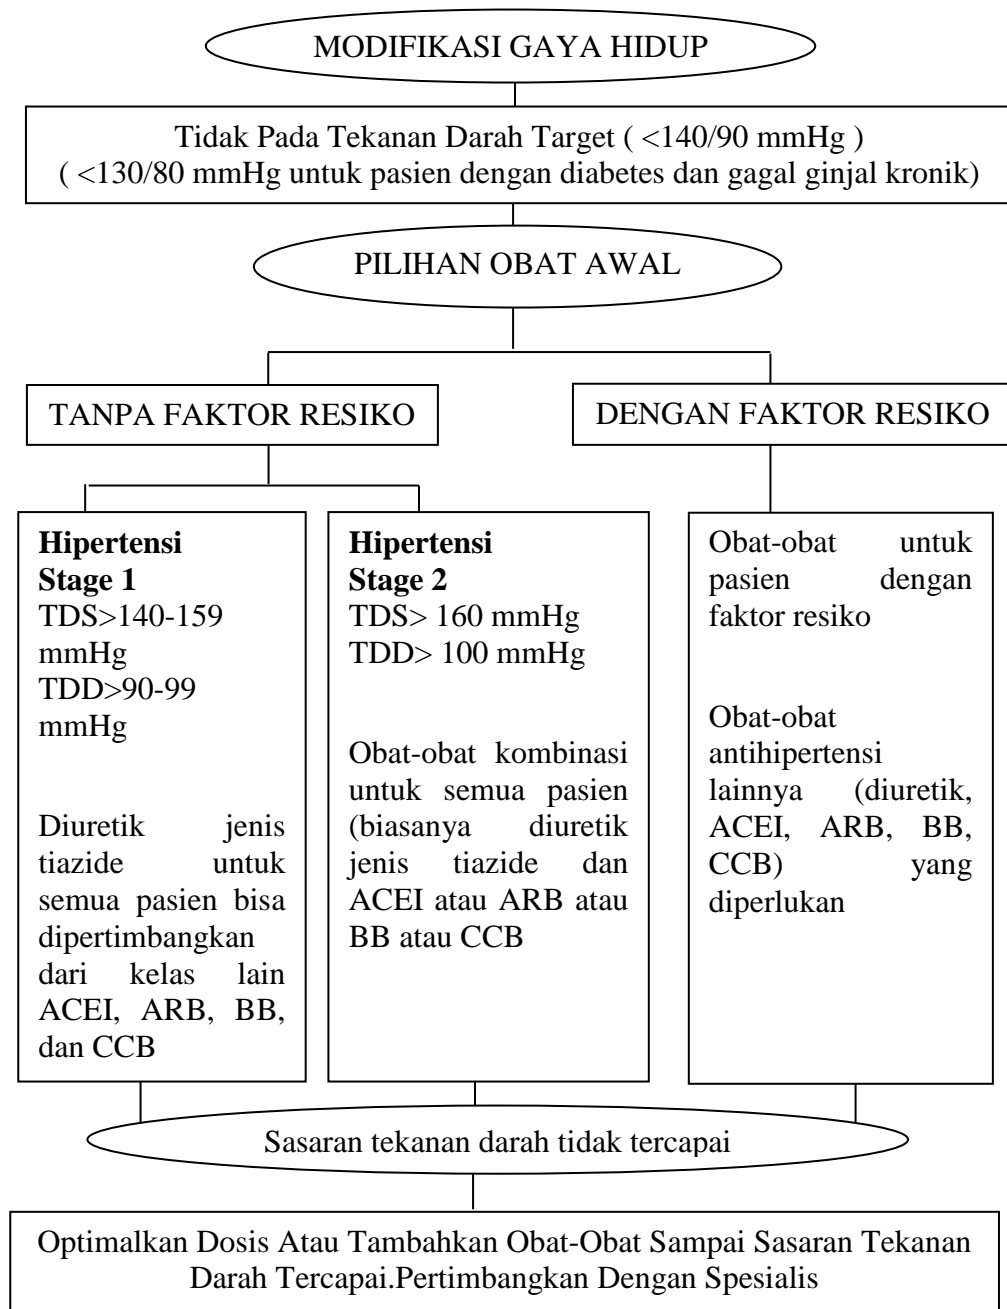 MODIFIKASI GAYA HIDUP
Tidak Pada Tekanan Darah Target ( <140/90 mmHg )
( <130/80 mmHg untuk pasien dengan diabetes dan gagal ginjal kronik)
PILIHAN OBAT AWAL
TANPA FAKTOR RESIKO
DENGAN FAKTOR RESIKO
Hipertensi
Stage 1
TDS>140-159
mmHg
TDD>90-99
mmHg
Diuretik jenis
tiazide untuk
semua pasien bisa
dipertimbangkan
dari kelas lain
ACEI, ARB, BB,
dan CCB
Hipertensi
Stage 2
TDS> 160 mmHg
TDD> 100 mmHg
Obat-obat kombinasi
untuk semua pasien
(biasanya diuretik
jenis tiazide dan
ACEI atau ARB atau
BB atau CCB
Obat-obat untuk
pasien dengan
faktor resiko
Obat-obat
antihipertensi
lainnya (diuretik,
ACEI, ARB, BB,
CCB) yang
diperlukan
Sasaran tekanan darah tidak tercapai
Optimalkan Dosis Atau Tambahkan Obat-Obat Sampai Sasaran Tekanan
Darah Tercapai.Pertimbangkan Dengan Spesialis